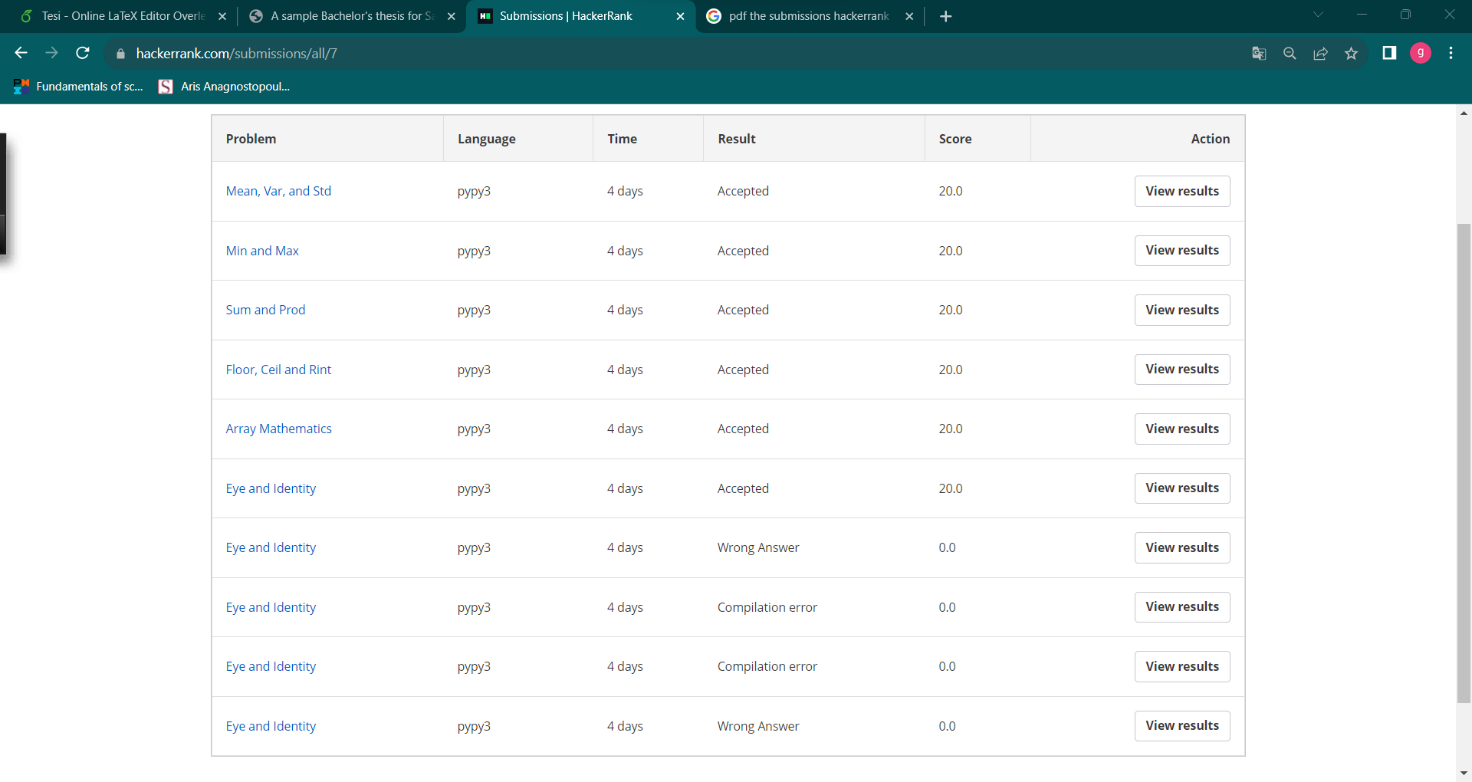 Tesi - Online LaTeX Editor Overle
A sample Bachelor's thesis for Sa
Submissions | HackerRank
pdf the submissions hackerrank
hackerrank.com/submissions/all/7
g
Fundamentals of sc...
Aris Anagnostopoul...
Problem Language Time Result Score Action
Mean, Var, and Std pypy3 4 days Accepted 20.0 View results
Min and Max pypy3 4 days Accepted 20.0 View results
Sum and Prod pypy3 4 days Accepted 20.0 View results
Floor, Ceil and Rint pypy3 4 days Accepted 20.0 View results
Array Mathematics pypy3 4 days Accepted 20.0 View results
Eye and Identity pypy3 4 days Accepted 20.0 View results
Eye and Identity pypy3 4 days Wrong Answer 0.0 View results
Eye and Identity pypy3 4 days Compilation error 0.0 View results
Eye and Identity pypy3 4 days Compilation error 0.0 View results
Eye and Identity pypy3 4 days Wrong Answer 0.0 View results